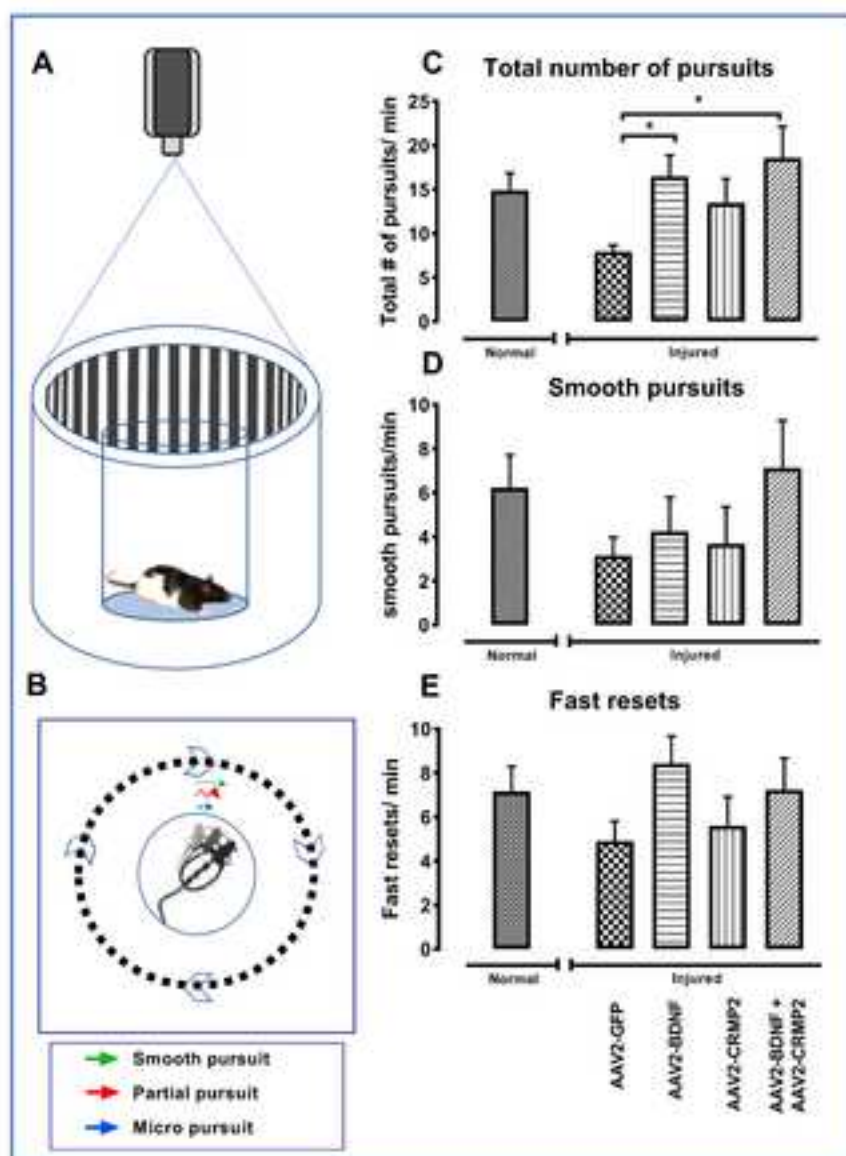 A
B
Smooth pursuit
Partial pursuit
Micro pursuit
C
Total number of pursuits
Total # of pursuits/ min
25
20
15
10
5
0
*
*
Normal
Injured
D
Smooth pursuits
smooth pursuits/min
10
8
6
4
2
0
Normal
Injured
E
Fast resets
Fast resets/ min
10
8
6
4
2
0
Normal
Injured
AAV2-GFP
AAV2-BDNF
AAV2-CRMP2
AAV2-BDNF +
AAV2-CRMP2